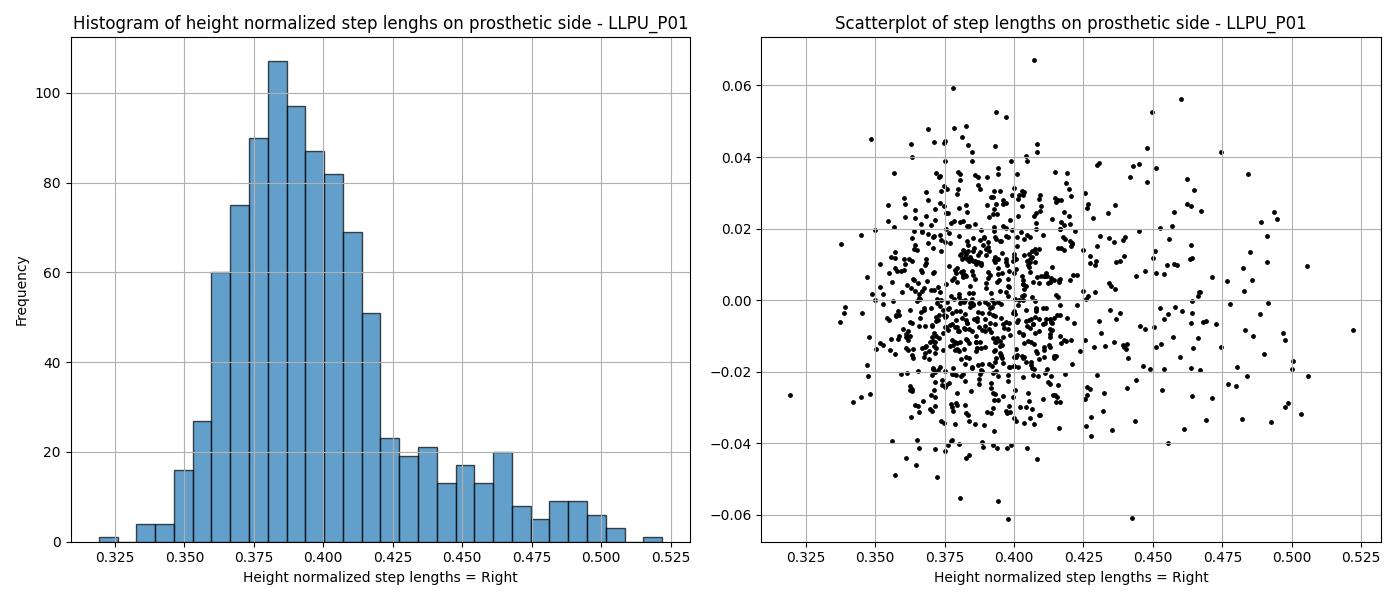 Histogram of height normalized step lenghs on prosthetic side - LLPU_P01
Frequency
100
80
60
40
20
0
0.325 0.350 0.375 0.400 0.425 0.450 0.475 0.500 0.525
Height normalized step lengths = Right
Scatterplot of step lengths on prosthetic side - LLPU_P01
0.06
0.04
0.02
0.00
−0.02
−0.04
−0.06
0.325 0.350 0.375 0.400 0.425 0.450 0.475 0.500 0.525
Height normalized step lengths = Right